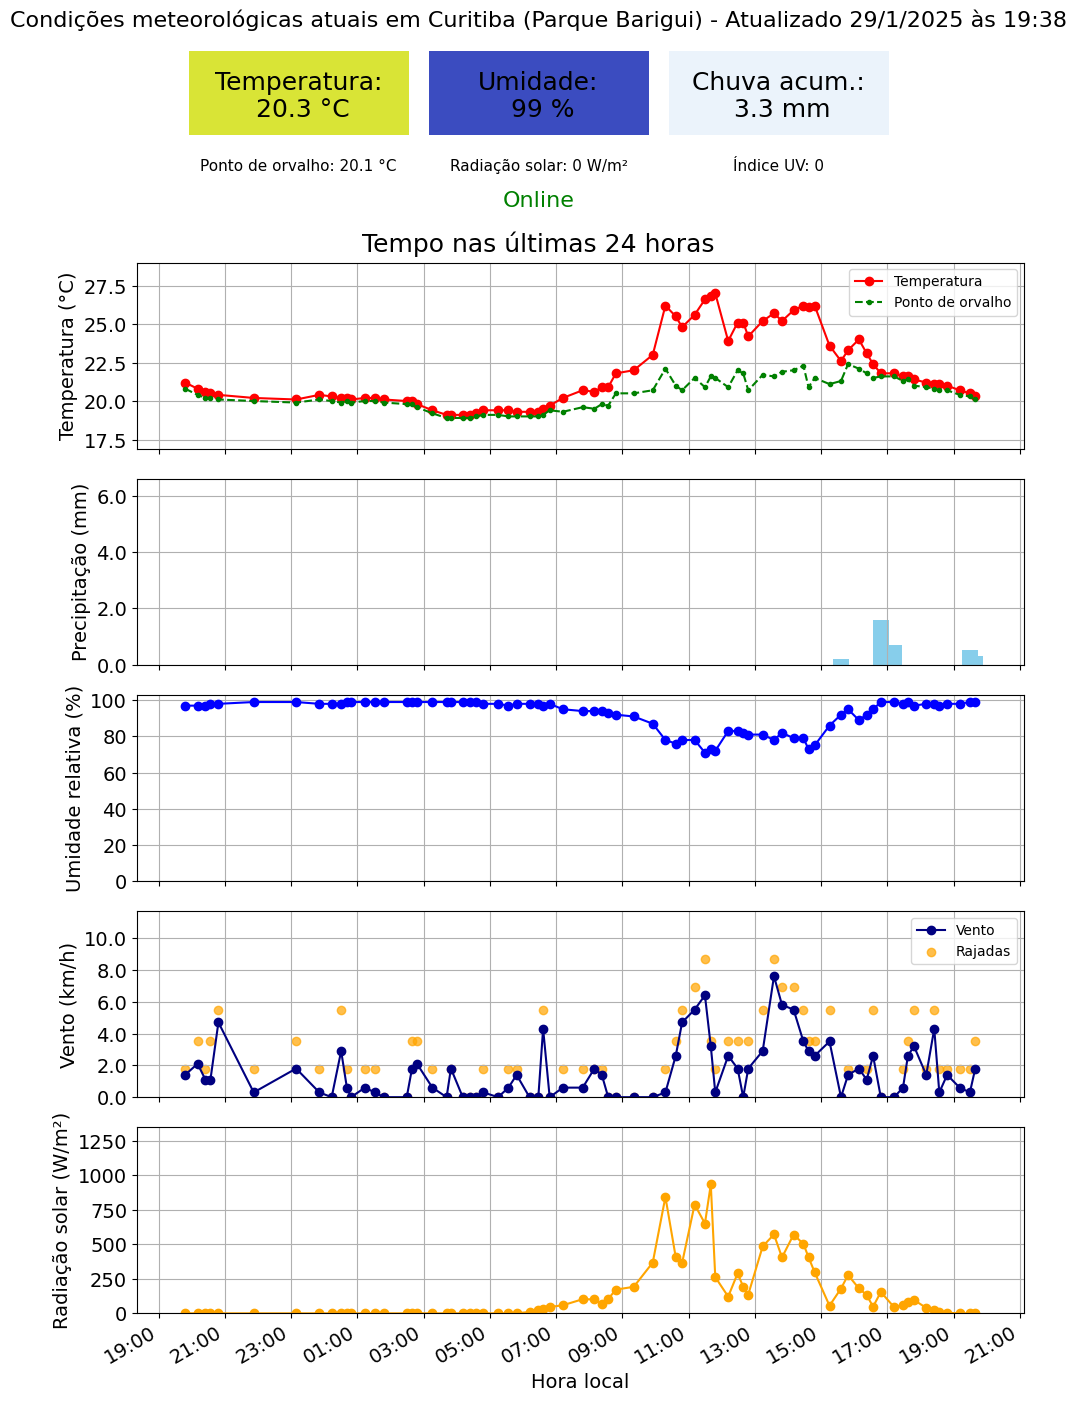 Condições meteorológicas atuais em Curitiba (Parque Barigui) - Atualizado 29/1/2025 às 19:38
Temperatura:
20.3 °C
Umidade:
99 %
Chuva acum.:
3.3 mm
Ponto de orvalho: 20.1 °C
Radiação solar: 0 W/m²
Índice UV: 0
Online
Tempo nas últimas 24 horas
Temperatura (°C)
27.5
25.0
22.5
20.0
17.5
Temperatura
Ponto de orvalho
Precipitação (mm)
6.0
4.0
2.0
0.0
Umidade relativa (%)
100
80
60
40
20
0
Vento (km/h)
10.0
8.0
6.0
4.0
2.0
0.0
Vento
Rajadas
Radiação solar (W/m²)
1250
1000
750
500
250
0
19:00
21:00
23:00
01:00
03:00
05:00
07:00
09:00
11:00
13:00
15:00
17:00
19:00
21:00
Hora local